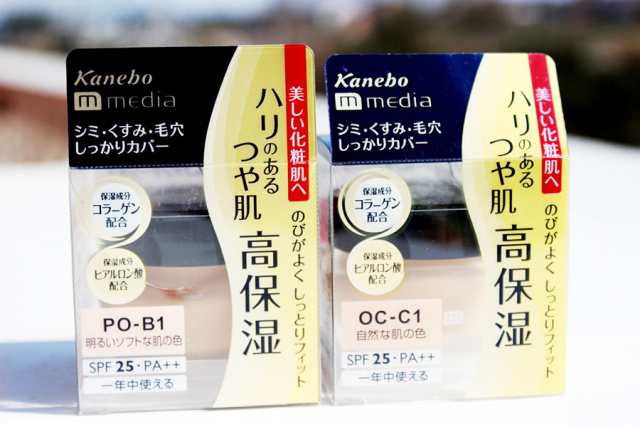 Kanebo
m media
シミ・くすみ・毛穴
しっかりカバー
美しい化粧肌へ
ハリのある
つや肌
高保湿
のびがよく しっとりフィット
保湿成分
コラーゲン
配合
保湿成分
ヒアルロン酸
配合
PO-B1
明るいソフトな肌の色
SPF 25・PA++
一年中使える
Kanebo
m media
シミ・くすみ・毛穴
しっかりカバー
美しい化粧肌へ
ハリのある
つや肌
高保湿
のびがよく しっとりフィット
保湿成分
コラーゲン
配合
保湿成分
ヒアルロン酸
配合
OC-C1
自然な肌の色
SPF 25・PA++
一年中使える